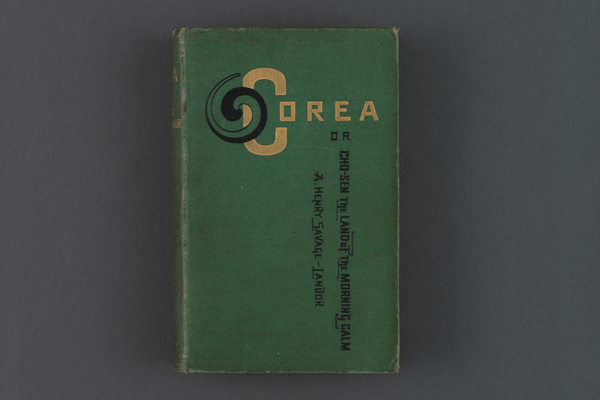 COREA
OR
CHO-SEN The LAND of The MORNING CALM
A. HENRY SAVAGE-LANDOR